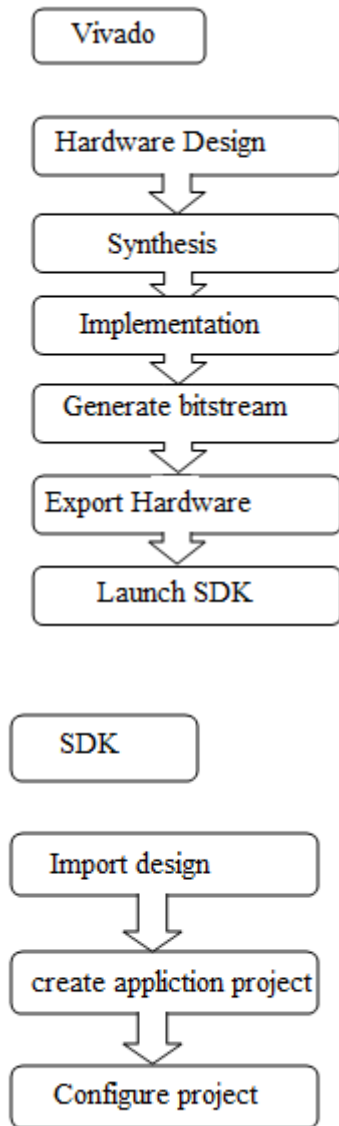 Vivado
Hardware Design
Synthesis
Implementation
Generate bitstream
Export Hardware
Launch SDK
SDK
Import design
create appliction project
Configure project